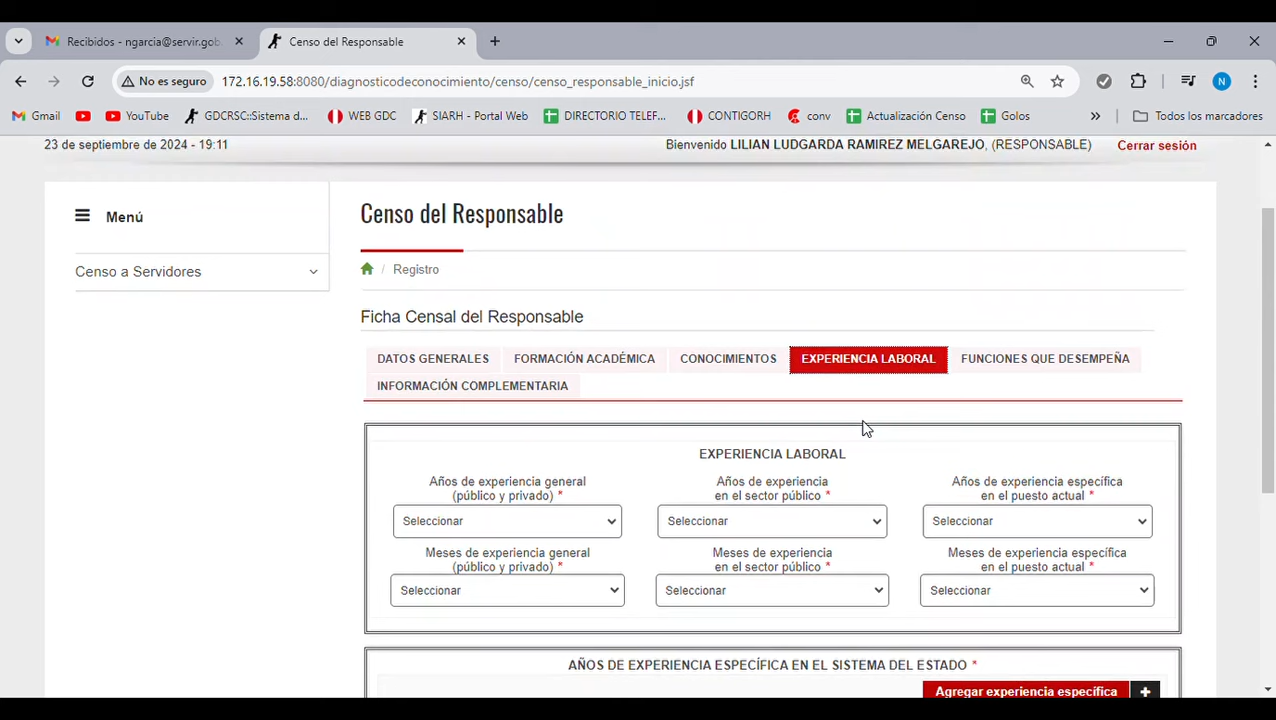 Recibidos - ngarcia@servir.gob.
Censo del Responsable
No es seguro
172.16.19.58:8080/diagnosticodeconocimiento/censo/censo_responsable_inicio.jsf
N
Gmail
YouTube
GDCRSC::Sistema d...
WEB GDC
SIARH - Portal Web
DIRECTORIO TELEF...
CONTIGORH
conv
Actualización Censo
Golos
Todos los marcadores
23 de septiembre de 2024 - 19:11
Bienvenido LILIAN LUDGARDA RAMIREZ MELGAREJO, (RESPONSABLE)
Cerrar sesión
Menú
Censo a Servidores
Censo del Responsable
/ Registro
Ficha Censal del Responsable
DATOS GENERALES
FORMACIÓN ACADÉMICA
CONOCIMIENTOS
EXPERIENCIA LABORAL
FUNCIONES QUE DESEMPEÑA
INFORMACIÓN COMPLEMENTARIA
EXPERIENCIA LABORAL
Años de experiencia general
(público y privado) *
Años de experiencia
en el sector público *
Años de experiencia específica
en el puesto actual *
Seleccionar
Seleccionar
Seleccionar
Meses de experiencia general
(público y privado) *
Meses de experiencia
en el sector público *
Meses de experiencia específica
en el puesto actual *
Seleccionar
Seleccionar
Seleccionar
AÑOS DE EXPERIENCIA ESPECÍFICA EN EL SISTEMA DEL ESTADO *
Agregar experiencia específica